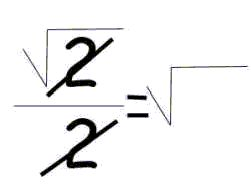 √2
2
= √